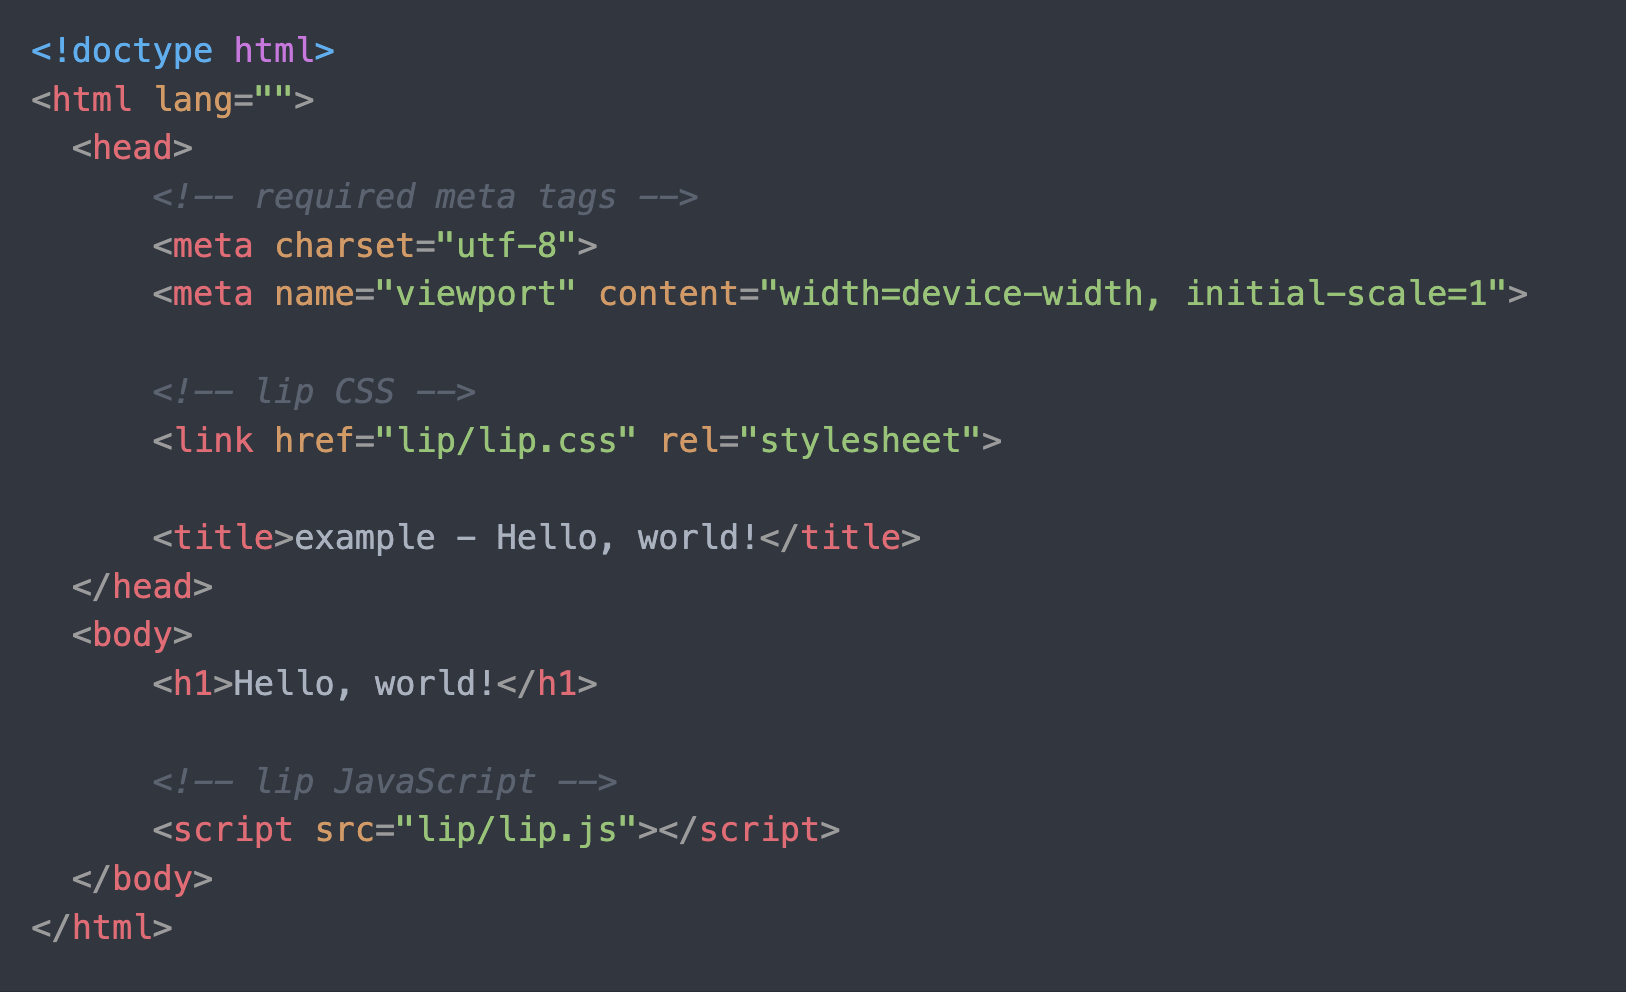 <!doctype html>
<html lang="">
  <head>
      <!-- required meta tags -->
      <meta charset="utf-8">
      <meta name="viewport" content="width=device-width, initial-scale=1">

      <!-- lip CSS -->
      <link href="lip/lip.css" rel="stylesheet">

      <title>example - Hello, world!</title>
  </head>
  <body>
      <h1>Hello, world!</h1>

      <!-- lip JavaScript -->
      <script src="lip/lip.js"></script>
  </body>
</html>